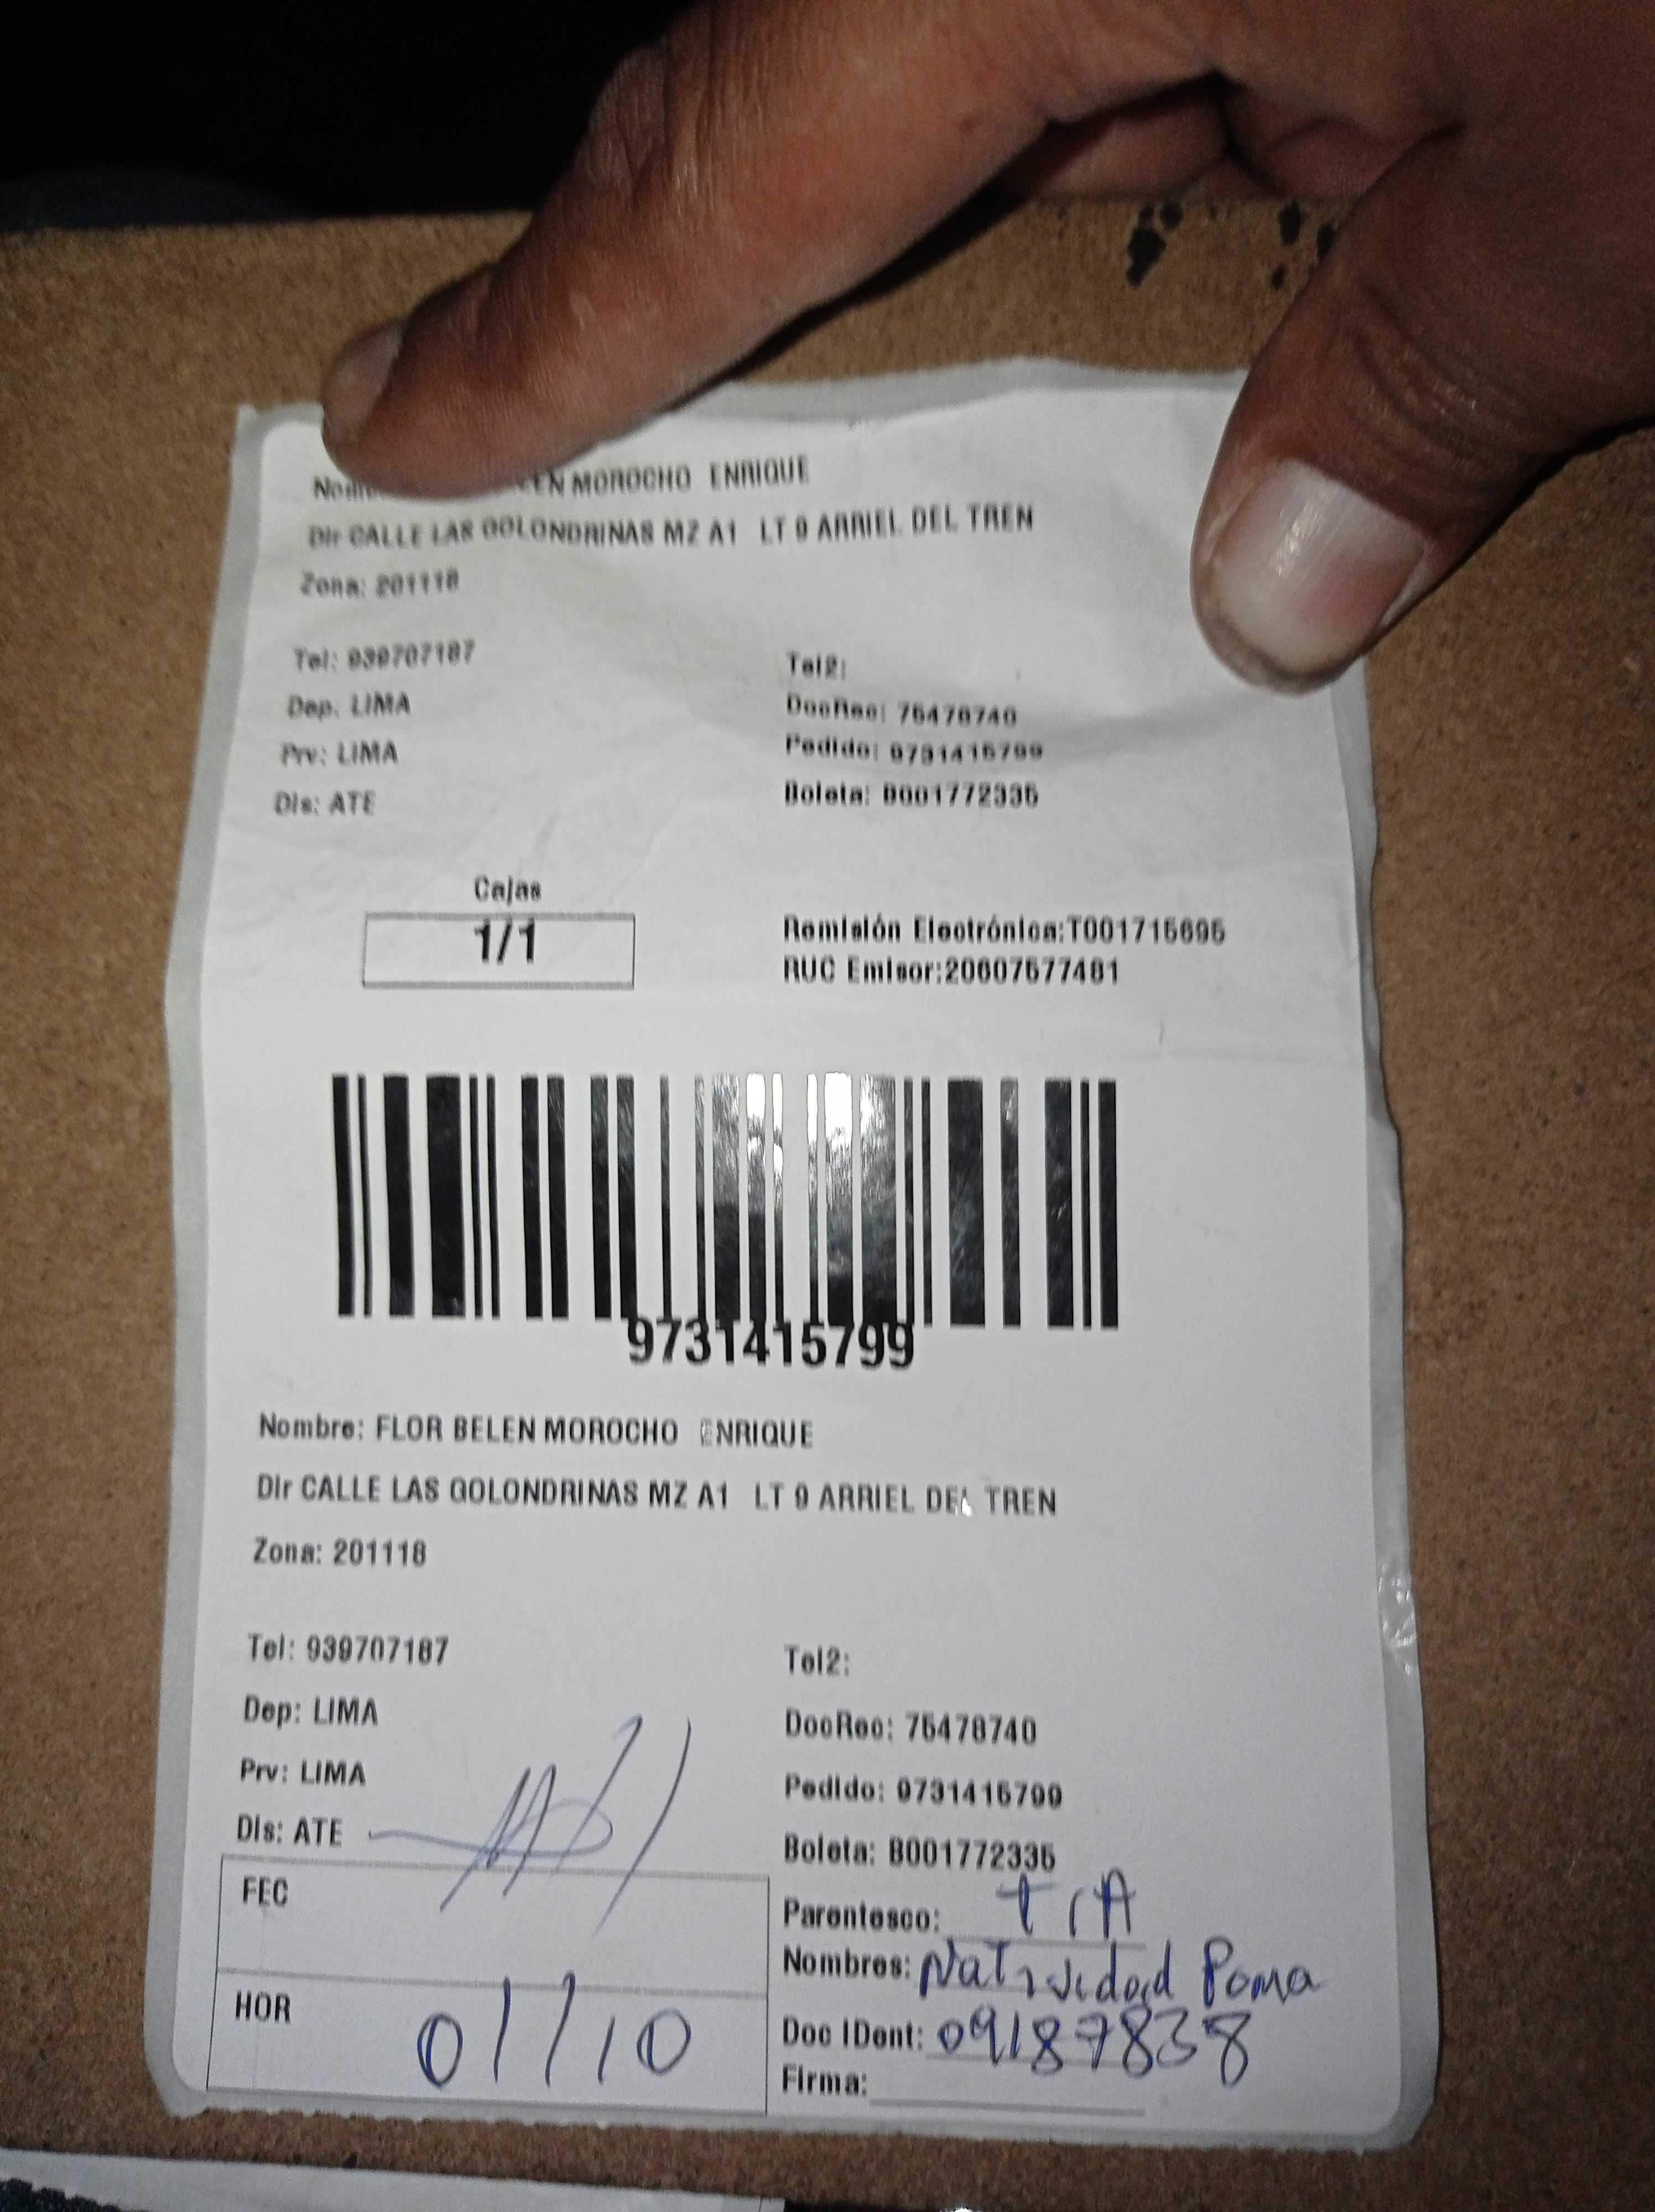 BELEN MOROCHO ENRIQUE
Dir CALLE LAS GOLONDRINAS MZ A1 LT 9 ARRIEL DEL TREN
Zona: 201118
Tel: 939707187 Tel2:
Dep. LIMA DocRec: 75478740
Prv: LIMA Pedido: 9731415799
Dis: ATE Boleta: B001772335
Cajas
1/1
Remisión Electrónica:T001715695
RUC Emisor:20607577481
9731415799
Nombre: FLOR BELEN MOROCHO ENRIQUE
Dir CALLE LAS GOLONDRINAS MZ A1 LT 9 ARRIEL DEL TREN
Zona: 201118
Tel: 939707187 Tel2:
Dep: LIMA DocRec: 75478740
Prv: LIMA Pedido: 9731415799
Dis: ATE Boleta: B001772335
FEC
Parentesco: TIA
Nombres: Natividad Poma
HOR 01/10
Doc IDent: 09187838
Firma: